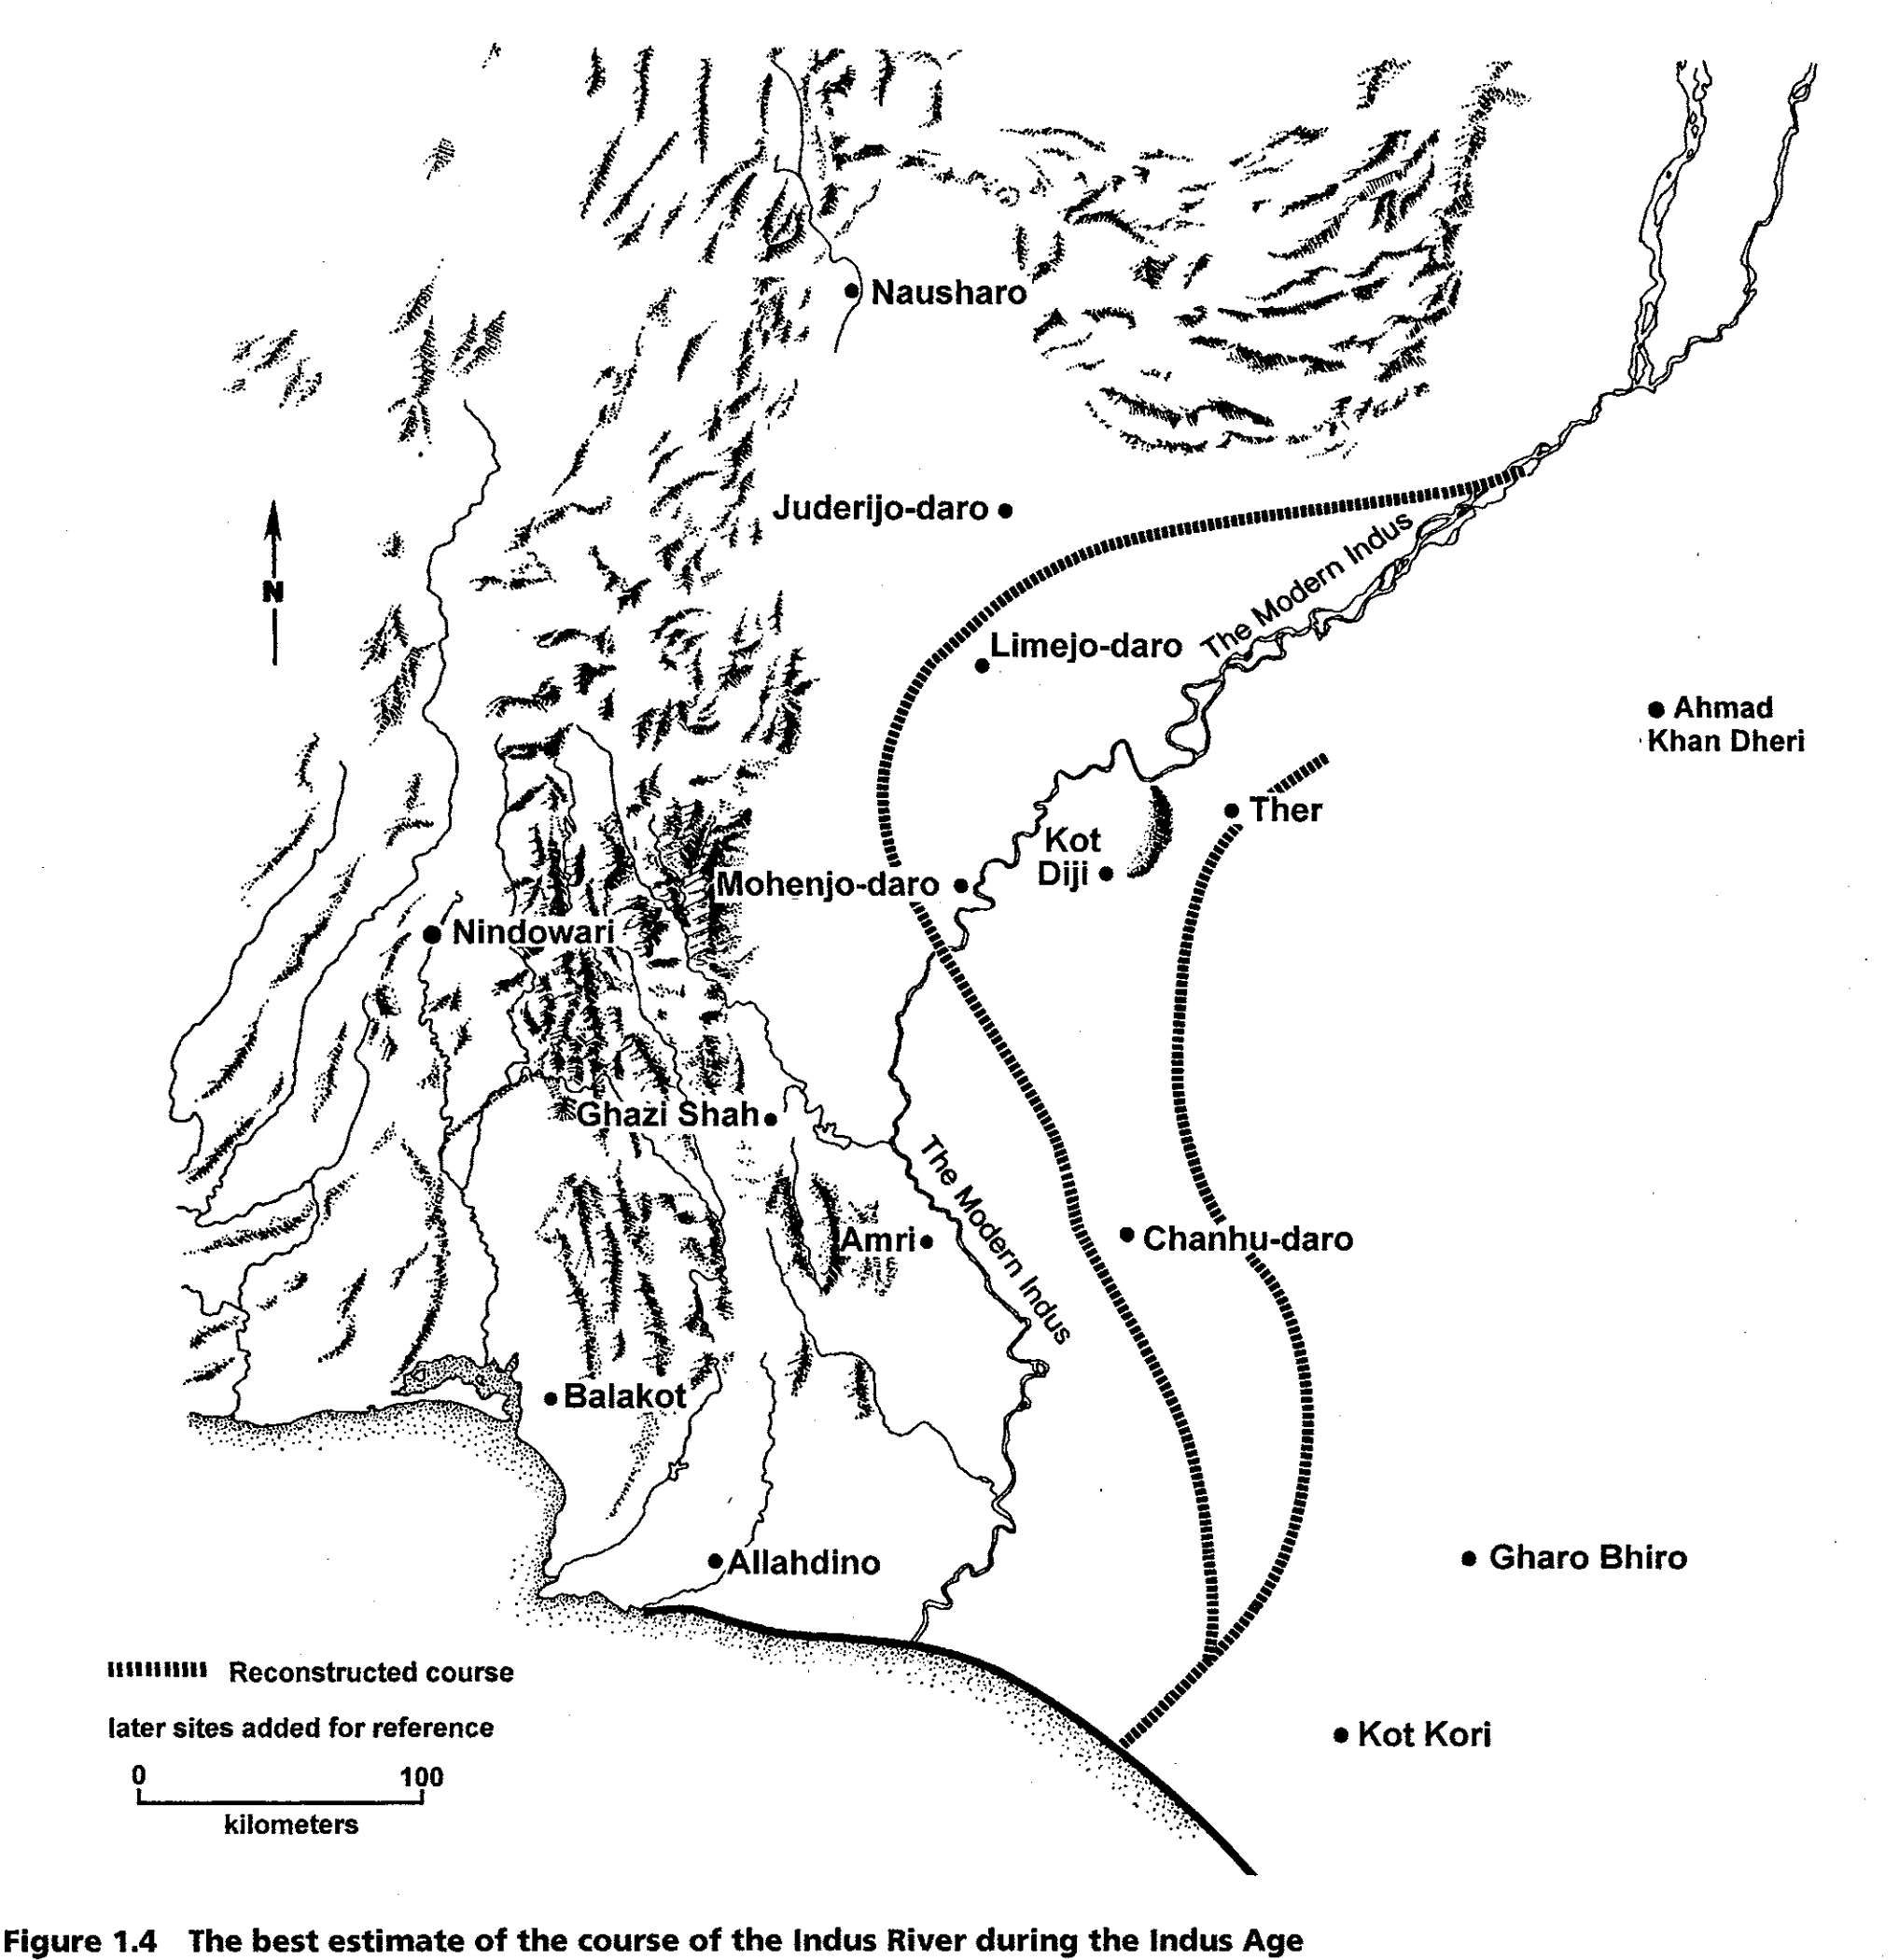 Nausharo
Juderijo-daro
N
The Modern Indus
Limejo-daro
Ahmad
Khan Dheri
Ther
Kot
Diji
Mohenjo-daro
Nindowari
Ghazi Shah
The Modern Indus
Amri
Chanhu-daro
Balakot
Allahdino
Gharo Bhiro
Reconstructed course
later sites added for reference
Kot Kori
0 100
kilometers
Figure 1.4 The best estimate of the course of the Indus River during the Indus Age